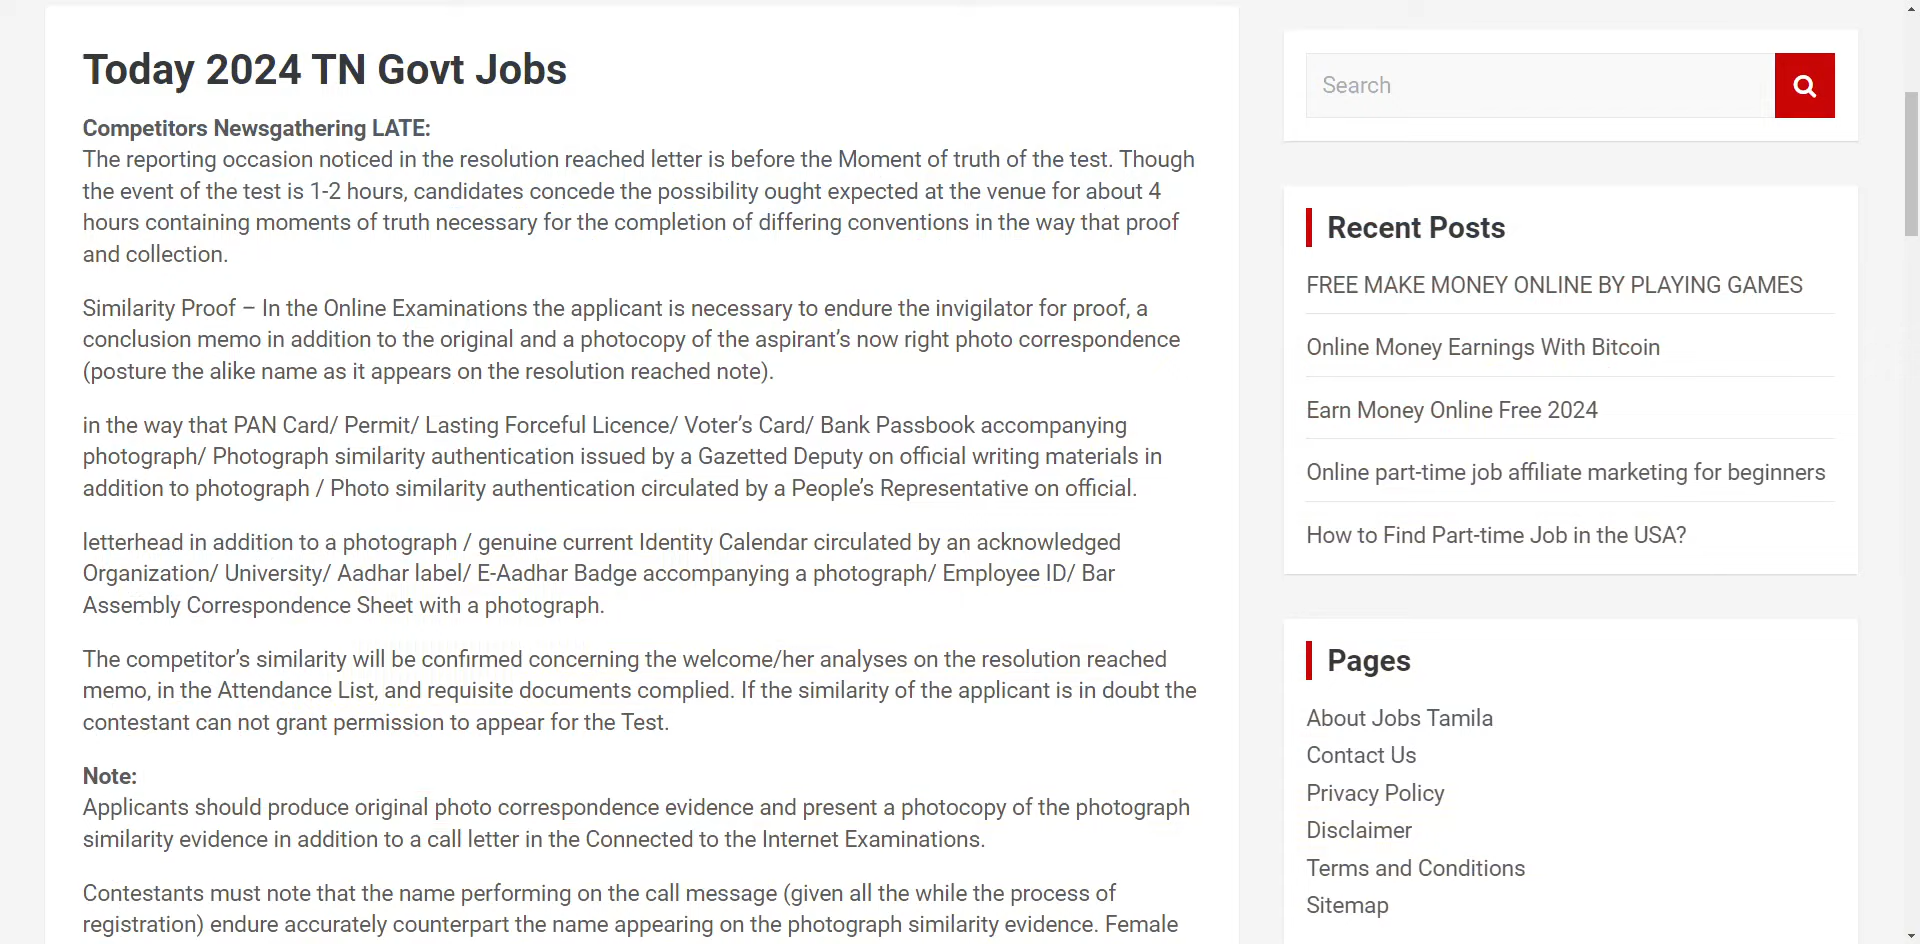 Today 2024 TN Govt Jobs
Competitors Newsgathering LATE:
The reporting occasion noticed in the resolution reached letter is before the Moment of truth of the test. Though
the event of the test is 1-2 hours, candidates concede the possibility ought expected at the venue for about 4
hours containing moments of truth necessary for the completion of differing conventions in the way that proof
and collection.
Similarity Proof – In the Online Examinations the applicant is necessary to endure the invigilator for proof, a
conclusion memo in addition to the original and a photocopy of the aspirant’s now right photo correspondence
(posture the alike name as it appears on the resolution reached note).
in the way that PAN Card/ Permit/ Lasting Forceful Licence/ Voter’s Card/ Bank Passbook accompanying
photograph/ Photograph similarity authentication issued by a Gazetted Deputy on official writing materials in
addition to photograph / Photo similarity authentication circulated by a People’s Representative on official.
letterhead in addition to a photograph / genuine current Identity Calendar circulated by an acknowledged
Organization/ University/ Aadhar label/ E-Aadhar Badge accompanying a photograph/ Employee ID/ Bar
Assembly Correspondence Sheet with a photograph.
The competitor’s similarity will be confirmed concerning the welcome/her analyses on the resolution reached
memo, in the Attendance List, and requisite documents complied. If the similarity of the applicant is in doubt the
contestant can not grant permission to appear for the Test.
Note:
Applicants should produce original photo correspondence evidence and present a photocopy of the photograph
similarity evidence in addition to a call letter in the Connected to the Internet Examinations.
Contestants must note that the name performing on the call message (given all the while the process of
registration) endure accurately counterpart the name appearing on the photograph similarity evidence. Female
Search
Recent Posts
FREE MAKE MONEY ONLINE BY PLAYING GAMES
Online Money Earnings With Bitcoin
Earn Money Online Free 2024
Online part-time job affiliate marketing for beginners
How to Find Part-time Job in the USA?
Pages
About Jobs Tamila
Contact Us
Privacy Policy
Disclaimer
Terms and Conditions
Sitemap